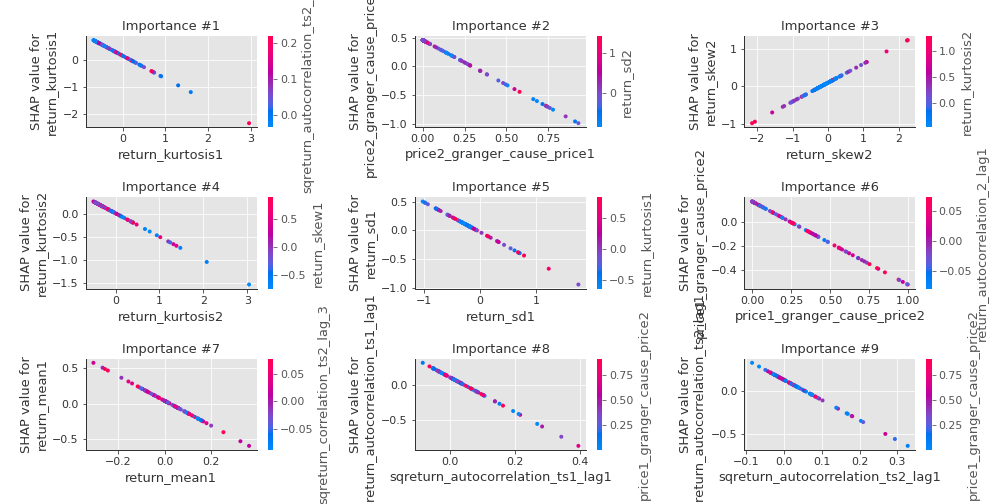 Importance #1
SHAP value for
return_kurtosis1
0
−1
−2
0
1
2
3
return_kurtosis1
0.2
0.1
0.0
sqreturn_autocorrelation_ts2_
Importance #2
SHAP value for
price2_granger_cause_price
0.5
0.0
−0.5
−1.0
0.00
0.25
0.50
0.75
price2_granger_cause_price1
1
0
return_sd2
Importance #3
SHAP value for
return_skew2
1
0
−1
−2
−1
0
1
2
return_skew2
1.0
0.5
0.0
return_kurtosis2
Importance #4
SHAP value for
return_kurtosis2
0.0
−0.5
−1.0
−1.5
0
1
2
3
return_kurtosis2
0.5
0.0
−0.5
return_skew1
Importance #5
SHAP value for
return_sd1
0.5
0.0
−0.5
−1.0
−1
0
1
return_sd1
0.5
0.0
−0.5
return_kurtosis1
Importance #6
SHAP value for
price1_granger_cause_price2
0.0
−0.2
−0.4
0.00
0.25
0.50
0.75
1.00
price1_granger_cause_price2
0.05
0.00
−0.05
return_autocorrelation_2_lag1
Importance #7
SHAP value for
return_mean1
0.5
0.0
−0.5
−0.2
0.0
0.2
return_mean1
0.05
0.00
−0.05
sqreturn_correlation_ts2_lag_3
Importance #8
SHAP value for
return_autocorrelation_ts1_lag1
0.0
−0.5
0.0
0.2
0.4
sqreturn_autocorrelation_ts1_lag1
0.75
0.50
0.25
price1_granger_cause_price2
Importance #9
SHAP value for
return_autocorrelation_ts2_lag1
0.0
−0.5
−0.1
0.0
0.1
0.2
0.3
sqreturn_autocorrelation_ts2_lag1
0.75
0.50
0.25
price1_granger_cause_price2